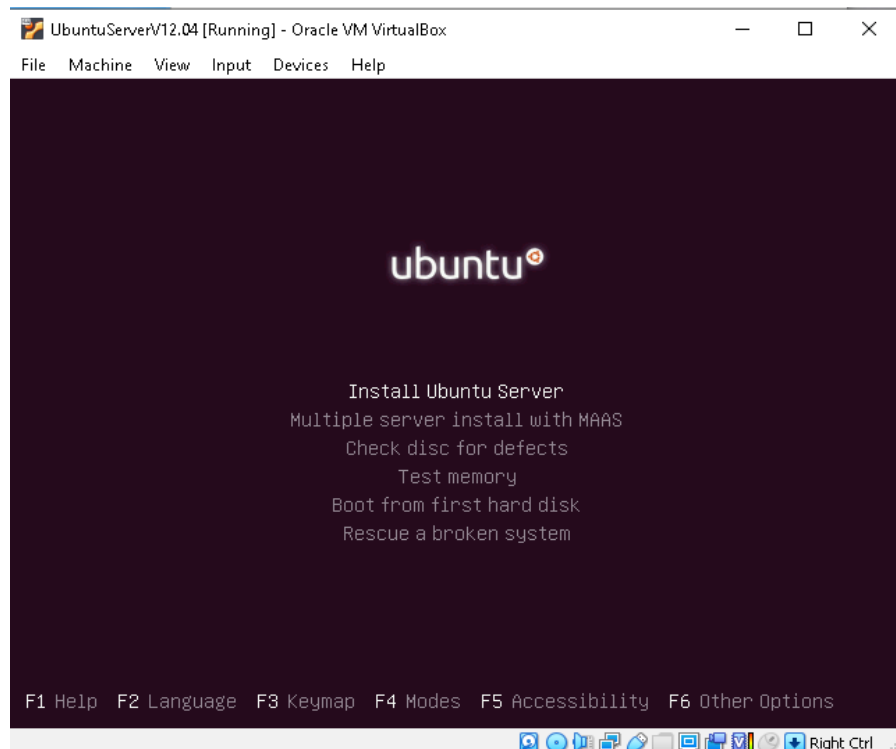 UbuntuServerV12.04 [Running] - Oracle VM VirtualBox
File Machine View Input Devices Help
ubuntu
Install Ubuntu Server
Multiple server install with MAAS
Check disc for defects
Test memory
Boot from first hard disk
Rescue a broken system
F1 Help F2 Language F3 Keymap F4 Modes F5 Accessibility F6 Other Options
Right Ctrl